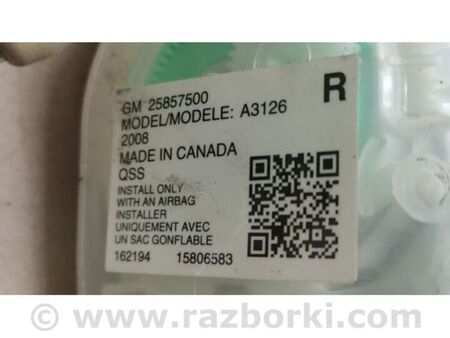 GM 25857500
R
MODEL/MODELE: A3126
2008
MADE IN CANADA
QSS
INSTALL ONLY
WITH AN AIRBAG
INSTALLER
UNIQUEMENT AVEC
UN SAC GONFLABLE
162194 15806583
© www.razborki.com